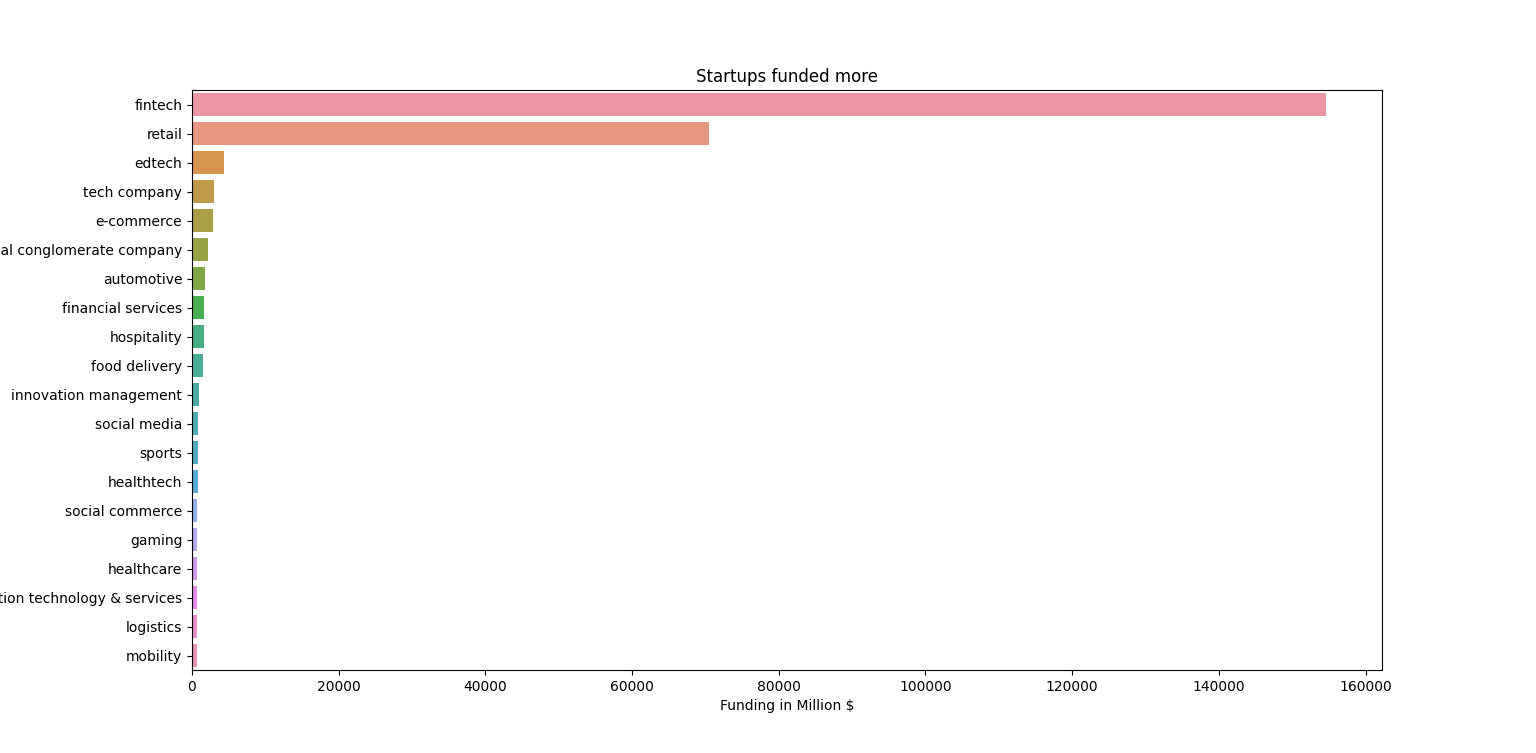 Startups funded more
fintech
retail
edtech
tech company
e-commerce
al conglomerate company
automotive
financial services
hospitality
food delivery
innovation management
social media
sports
healthtech
social commerce
gaming
healthcare
tion technology & services
logistics
mobility
0 20000 40000 60000 80000 100000 120000 140000 160000
Funding in Million $